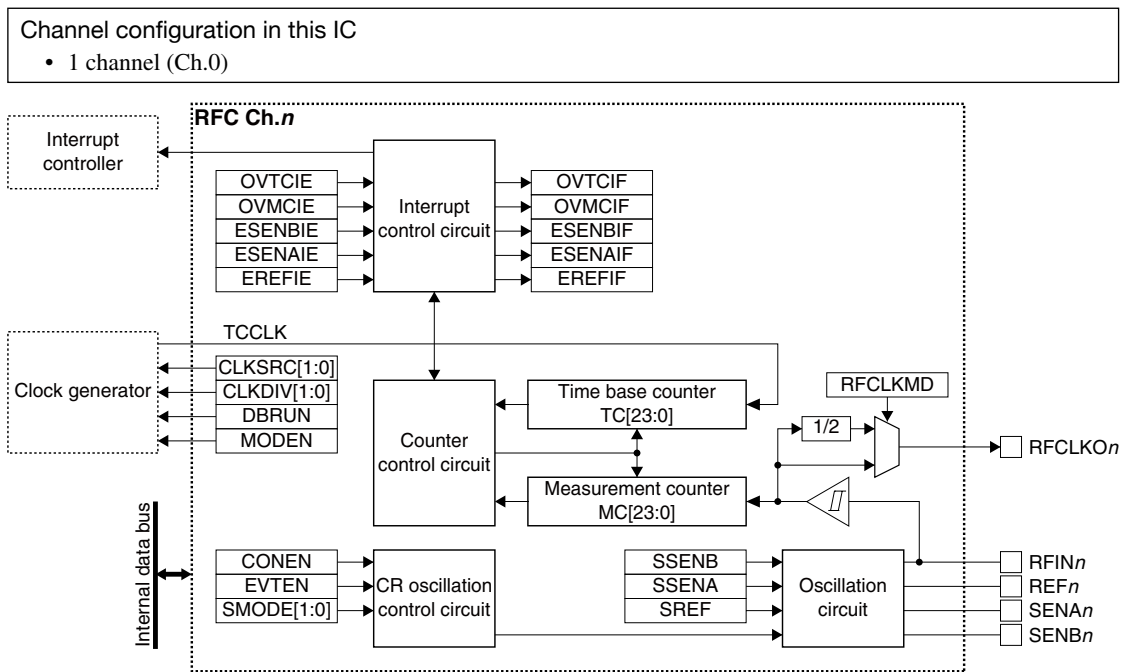 Channel configuration in this IC
• 1 channel (Ch.0)
RFC Ch.n
Interrupt
controller
OVTCIE
OVMCIE
ESENBIE
ESENAIE
EREFIE
Interrupt
control circuit
OVTCIF
OVMCIF
ESENBIF
ESENAIF
EREFIF
TCCLK
Clock generator
CLKSRC[1:0]
CLKDIV[1:0]
DBRUN
MODEN
Counter
control circuit
Time base counter
TC[23:0]
Measurement counter
MC[23:0]
RFCLKMD
1/2
RFCLKOn
Internal data bus
CONEN
EVTEN
SMODE[1:0]
CR oscillation
control circuit
SSENB
SSENA
SREF
Oscillation
circuit
RFINn
REFn
SENAn
SENBn